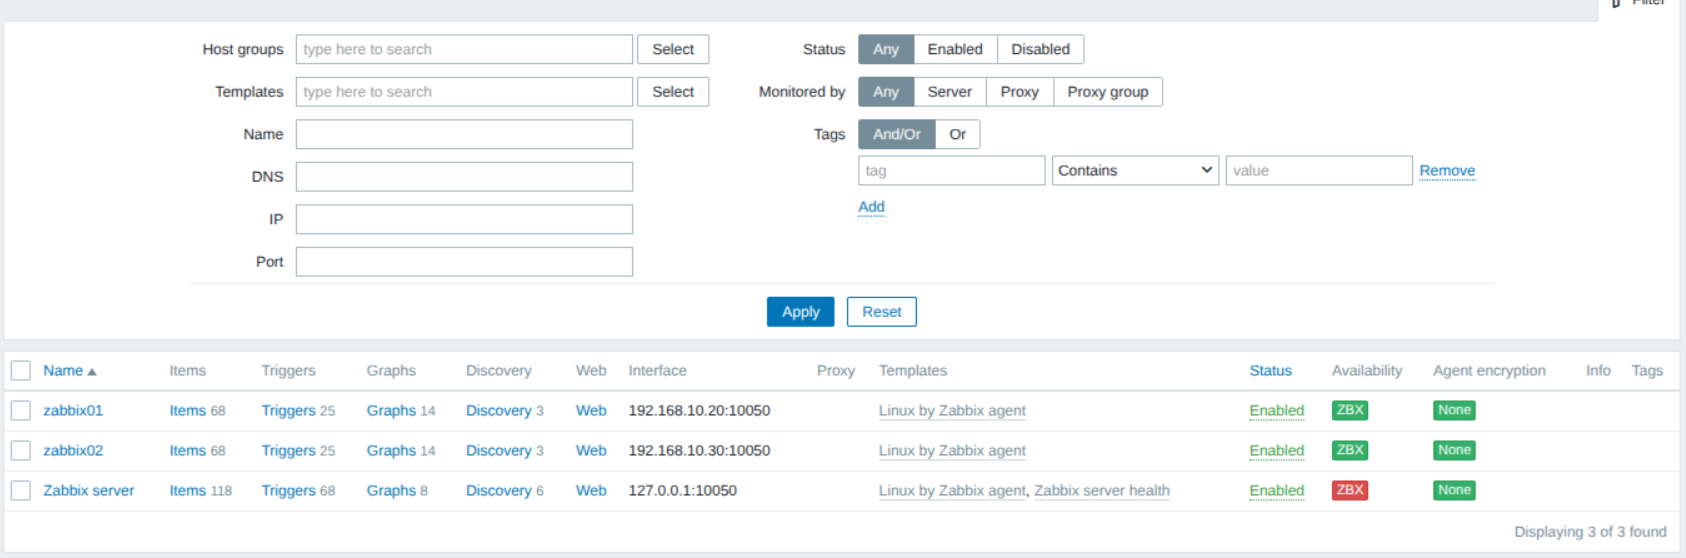 Filter
Host groups type here to search Select Status Any Enabled Disabled
Templates type here to search Select Monitored by Any Server Proxy Proxy group
Name Tags And/Or Or
DNS tag Contains value Remove
IP Add
Port
Apply Reset
Name Items Triggers Graphs Discovery Web Interface Proxy Templates Status Availability Agent encryption Info Tags
zabbix01 Items 68 Triggers 25 Graphs 14 Discovery 3 Web 192.168.10.20:10050 Linux by Zabbix agent Enabled ZBX None
zabbix02 Items 68 Triggers 25 Graphs 14 Discovery 3 Web 192.168.10.30:10050 Linux by Zabbix agent Enabled ZBX None
Zabbix server Items 118 Triggers 68 Graphs 8 Discovery 6 Web 127.0.0.1:10050 Linux by Zabbix agent, Zabbix server health Enabled ZBX None
Displaying 3 of 3 found